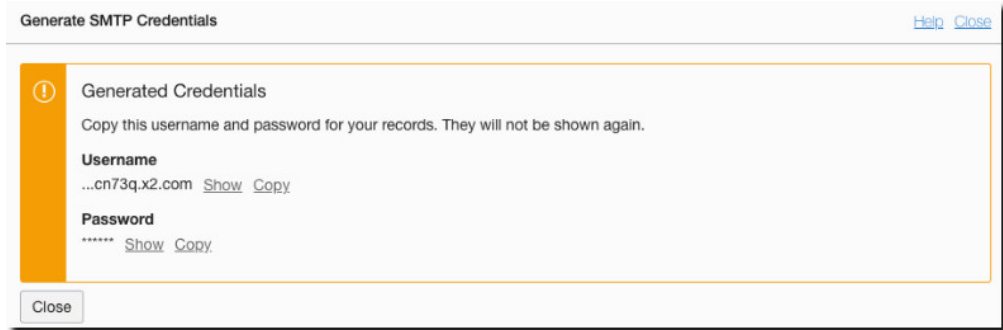 Generate SMTP Credentials Help Close
Generated Credentials
Copy this username and password for your records. They will not be shown again.
Username
...cn73q.x2.com Show Copy
Password
****** Show Copy
Close